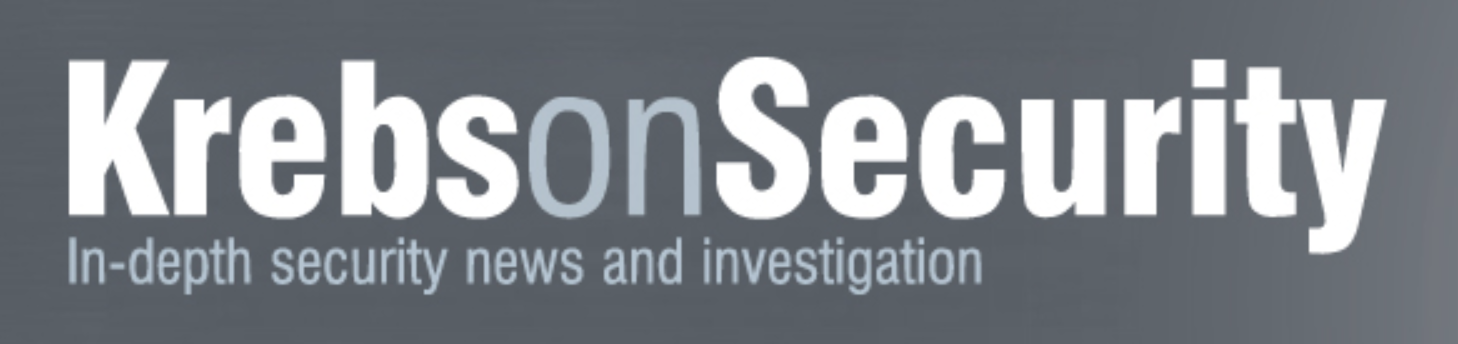 KrebsonSecurity
In-depth security news and investigation